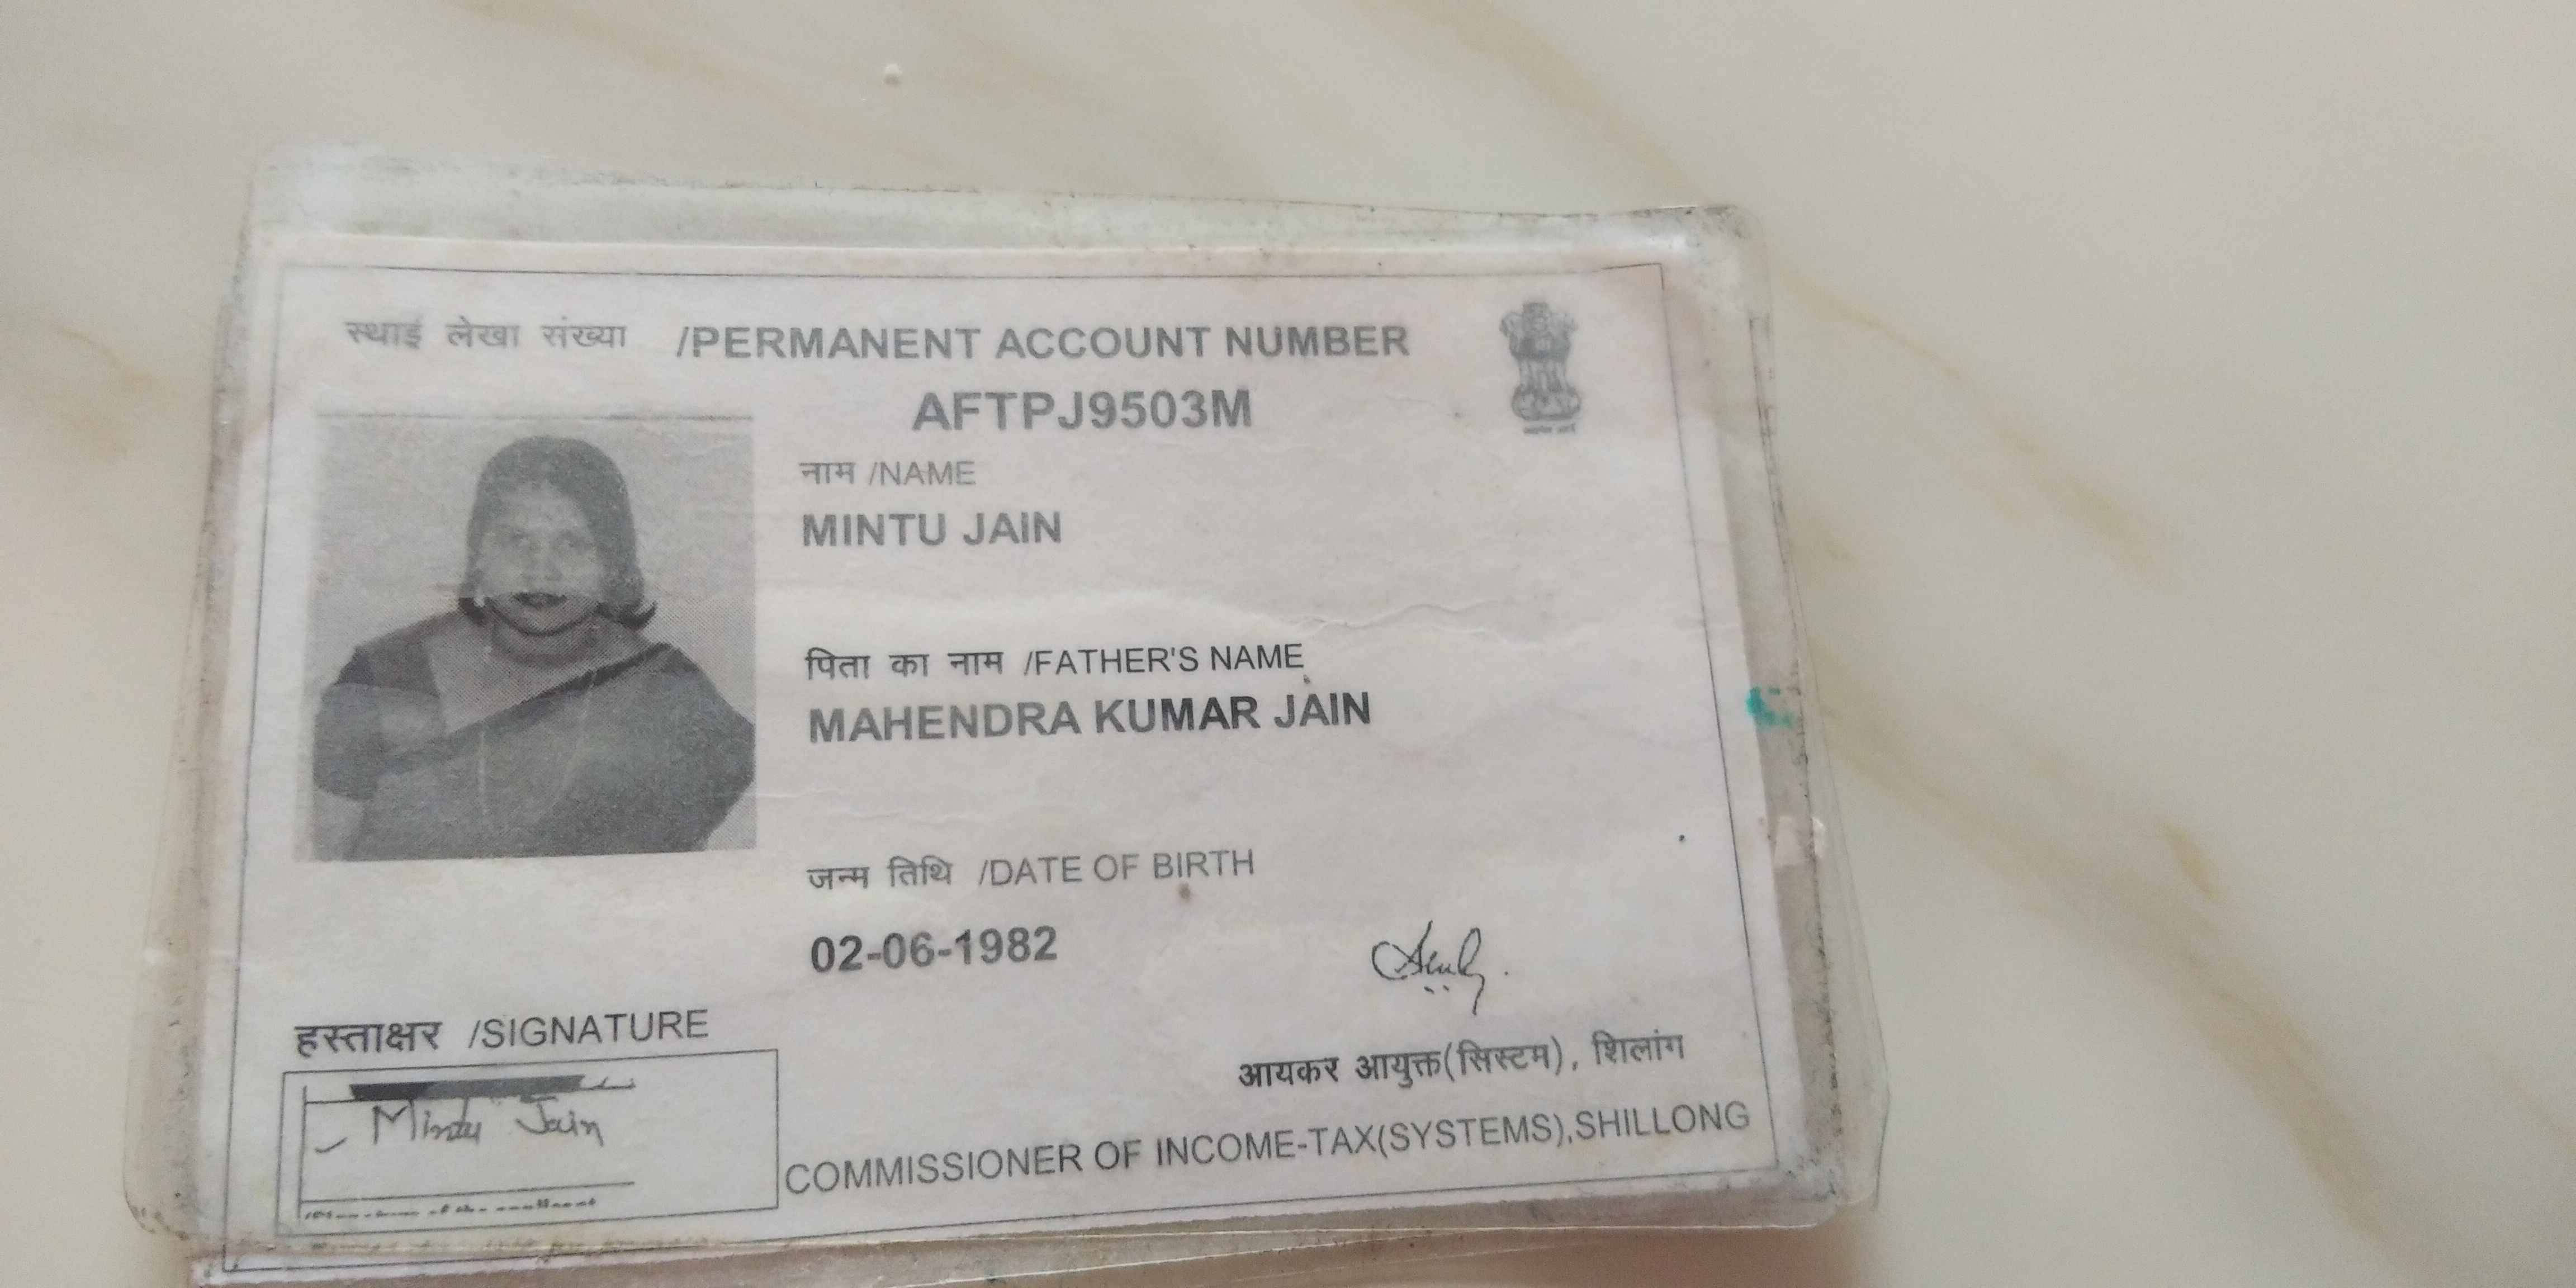 स्थाई लेखा संख्या /PERMANENT ACCOUNT NUMBER
AFTPJ9503M
नाम /NAME
MINTU JAIN
पिता का नाम /FATHER'S NAME
MAHENDRA KUMAR JAIN
जन्म तिथि /DATE OF BIRTH
02-06-1982
हस्ताक्षर /SIGNATURE
Mintu Jain
आयकर आयुक्त(सिस्टम), शिलांग
COMMISSIONER OF INCOME-TAX(SYSTEMS),SHILLONG